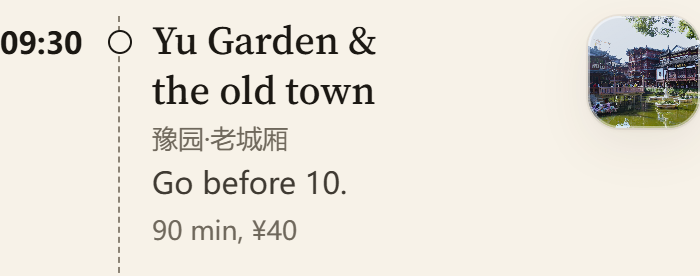 09:30
Yu Garden &
the old town
豫园·老城厢
Go before 10.
90 min, ¥40